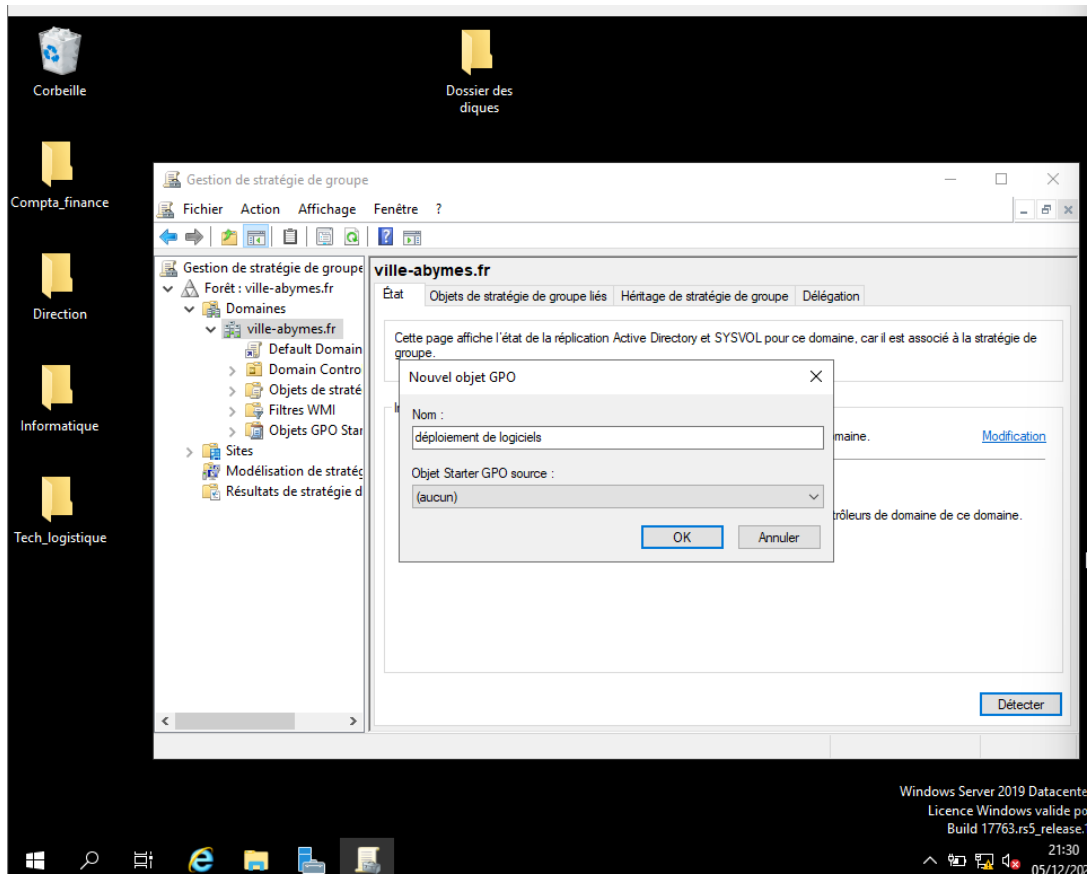 Corbeille
Dossier des
diques
Compta_finance
Direction
Informatique
Tech_logistique
Gestion de stratégie de groupe
Fichier Action Affichage Fenêtre ?
Gestion de stratégie de groupe
Forêt : ville-abymes.fr
Domaines
ville-abymes.fr
Default Domain
Domain Contro
Objets de straté
Filtres WMI
Objets GPO Star
Sites
Modélisation de stratég
Résultats de stratégie d
ville-abymes.fr
État Objets de stratégie de groupe liés Héritage de stratégie de groupe Délégation
Cette page affiche l'état de la réplication Active Directory et SYSVOL pour ce domaine, car il est associé à la stratégie de
groupe.
Nouvel objet GPO
Nom :
déploiement de logiciels
Objet Starter GPO source :
(aucun)
OK Annuler
maine. Modification
trôleurs de domaine de ce domaine.
Détecter
Windows Server 2019 Datacente
Licence Windows valide po
Build 17763.rs5_release.
21:30
05/12/202